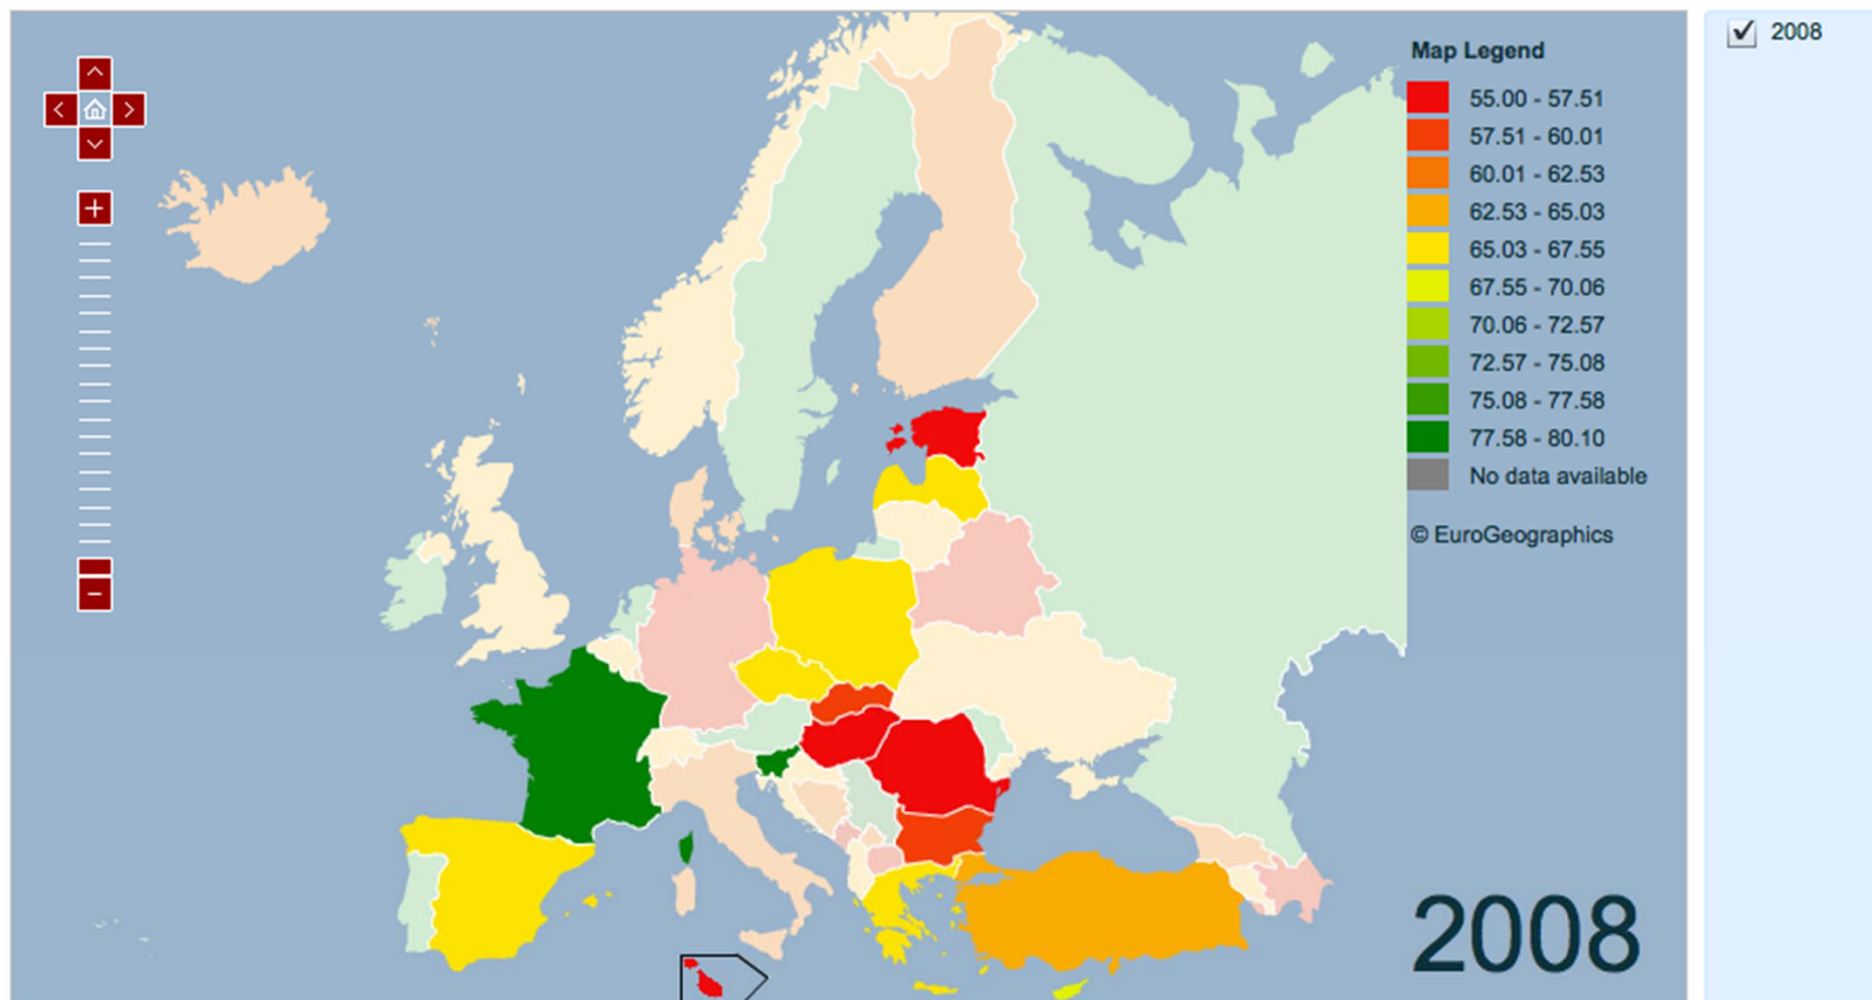 2008
Map Legend
55.00 - 57.51
57.51 - 60.01
60.01 - 62.53
62.53 - 65.03
65.03 - 67.55
67.55 - 70.06
70.06 - 72.57
72.57 - 75.08
75.08 - 77.58
77.58 - 80.10
No data available
© EuroGeographics
2008